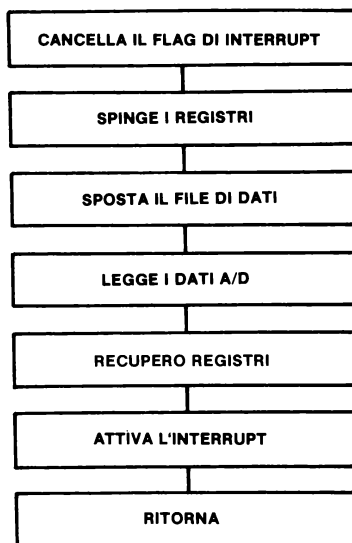 CANCELLA IL FLAG DI INTERRUPT
SPINGE I REGISTRI
SPOSTA IL FILE DI DATI
LEGGE I DATI A/D
RECUPERO REGISTRI
ATTIVA L'INTERRUPT
RITORNA